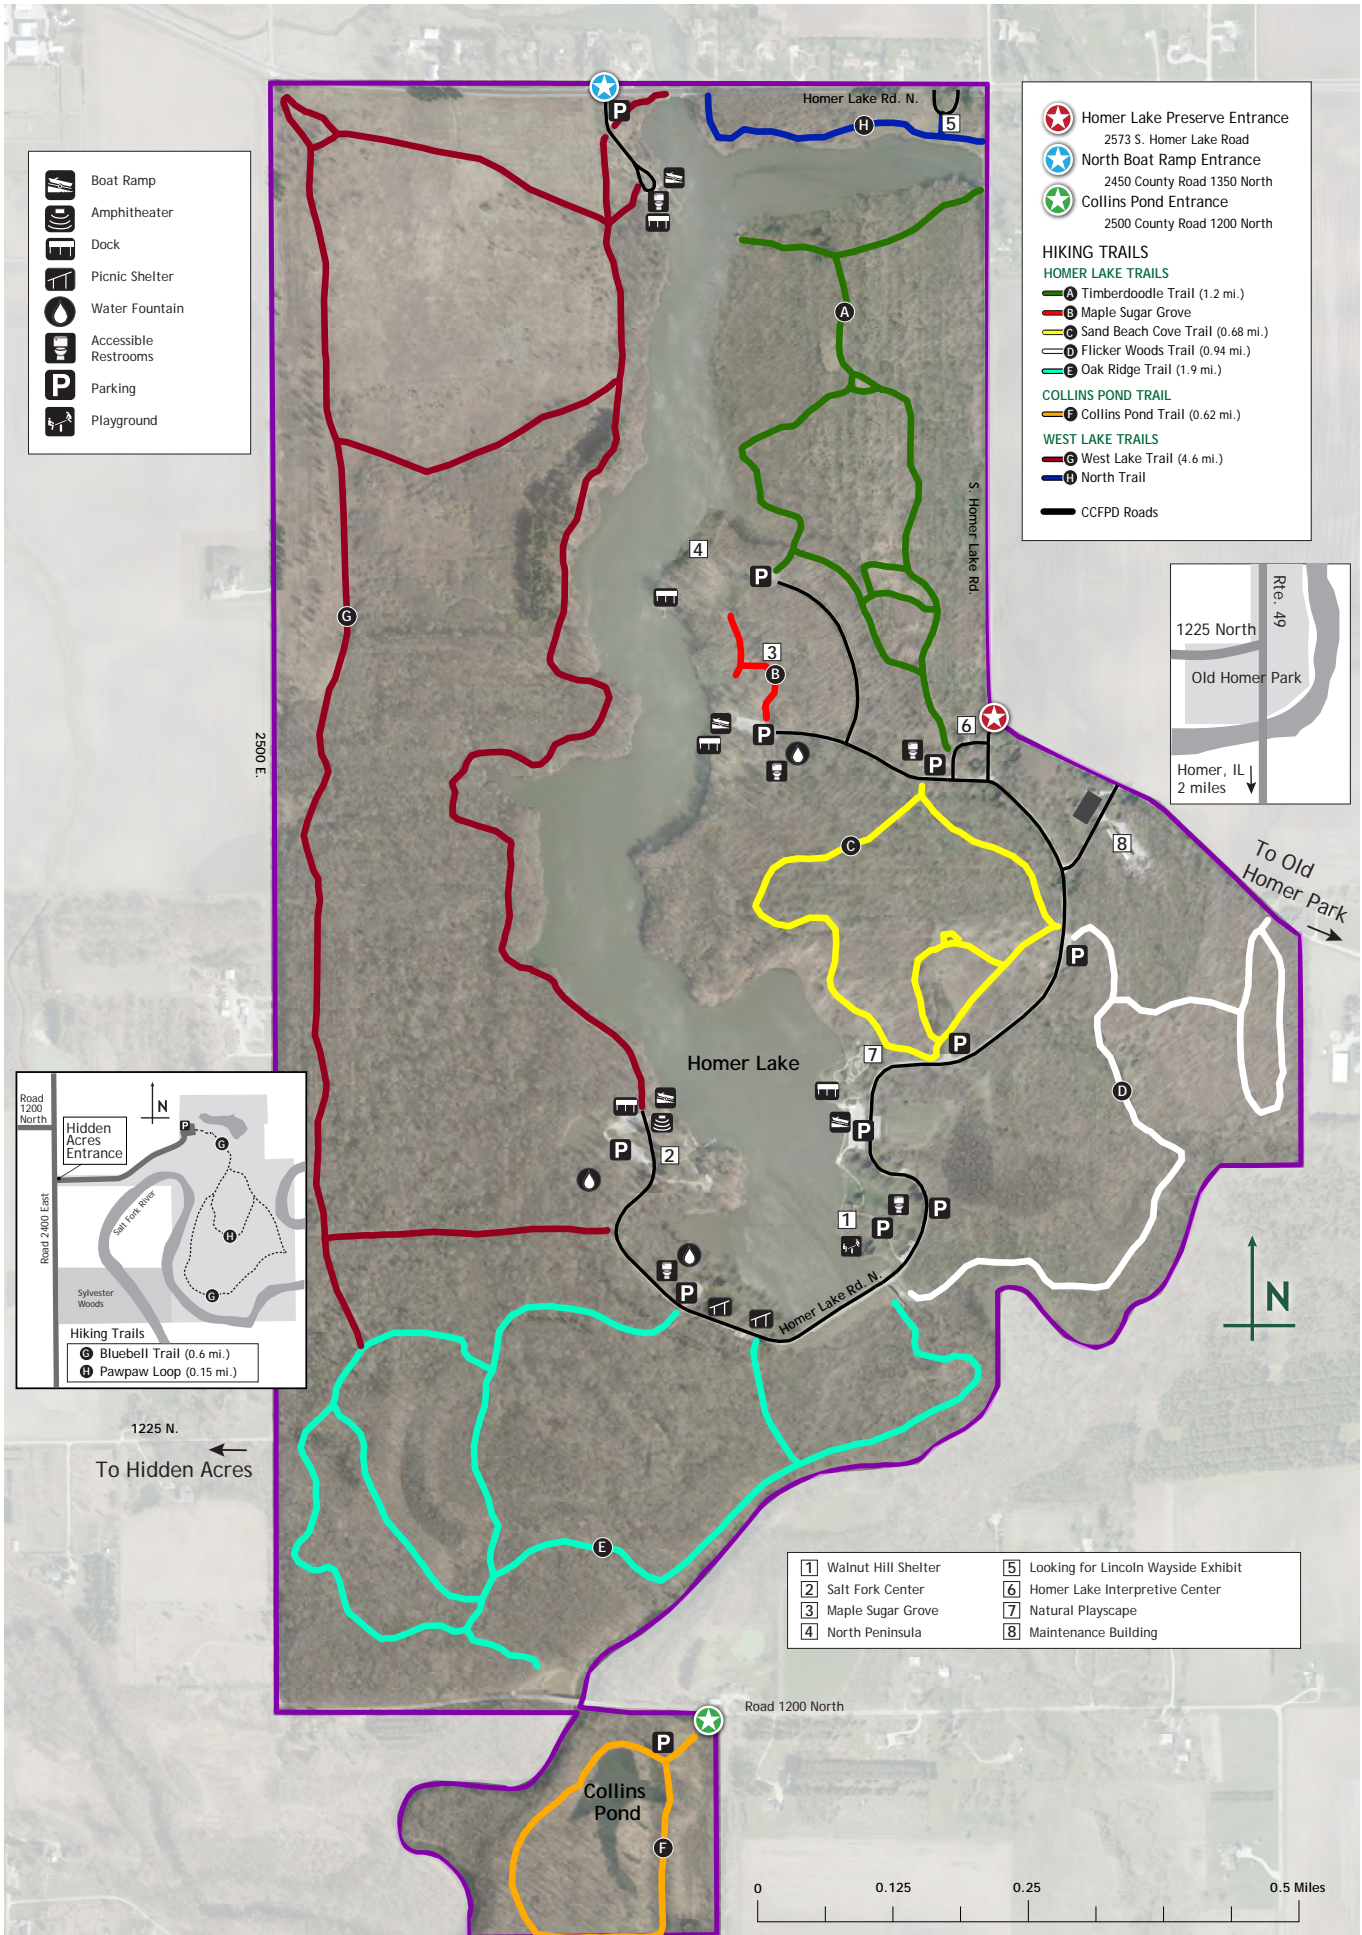 Homer Lake Rd. N.
P
H
5
Boat Ramp
Amphitheater
Dock
Picnic Shelter
Water Fountain
Accessible
Restrooms
P
Parking
Playground
Homer Lake Preserve Entrance
2573 S. Homer Lake Road
North Boat Ramp Entrance
2450 County Road 1350 North
Collins Pond Entrance
2500 County Road 1200 North
HIKING TRAILS
HOMER LAKE TRAILS
A Timberdoodle Trail (1.2 mi.)
B Maple Sugar Grove
C Sand Beach Cove Trail (0.68 mi.)
D Flicker Woods Trail (0.94 mi.)
E Oak Ridge Trail (1.9 mi.)
COLLINS POND TRAIL
F Collins Pond Trail (0.62 mi.)
WEST LAKE TRAILS
G West Lake Trail (4.6 mi.)
H North Trail
CCFPD Roads
A
S. Homer Lake Rd.
4
P
G
3
B
P
6
P
2500 E.
Rte. 49
1225 North
Old Homer Park
Homer, IL
2 miles
8
C
To Old
Homer Park
P
P
7
Homer Lake
D
P
P
2
1
P
P
P
Homer Lake Rd. N.
Road
1200
North
N
Hidden
Acres
Entrance
P
G
Salt Fork River
H
Road 2400 East
Sylvester
Woods
G
Hiking Trails
G Bluebell Trail (0.6 mi.)
H Pawpaw Loop (0.15 mi.)
N
1225 N.
To Hidden Acres
E
1 Walnut Hill Shelter
2 Salt Fork Center
3 Maple Sugar Grove
4 North Peninsula
5 Looking for Lincoln Wayside Exhibit
6 Homer Lake Interpretive Center
7 Natural Playscape
8 Maintenance Building
Road 1200 North
P
Collins
Pond
F
0 0.125 0.25 0.5 Miles